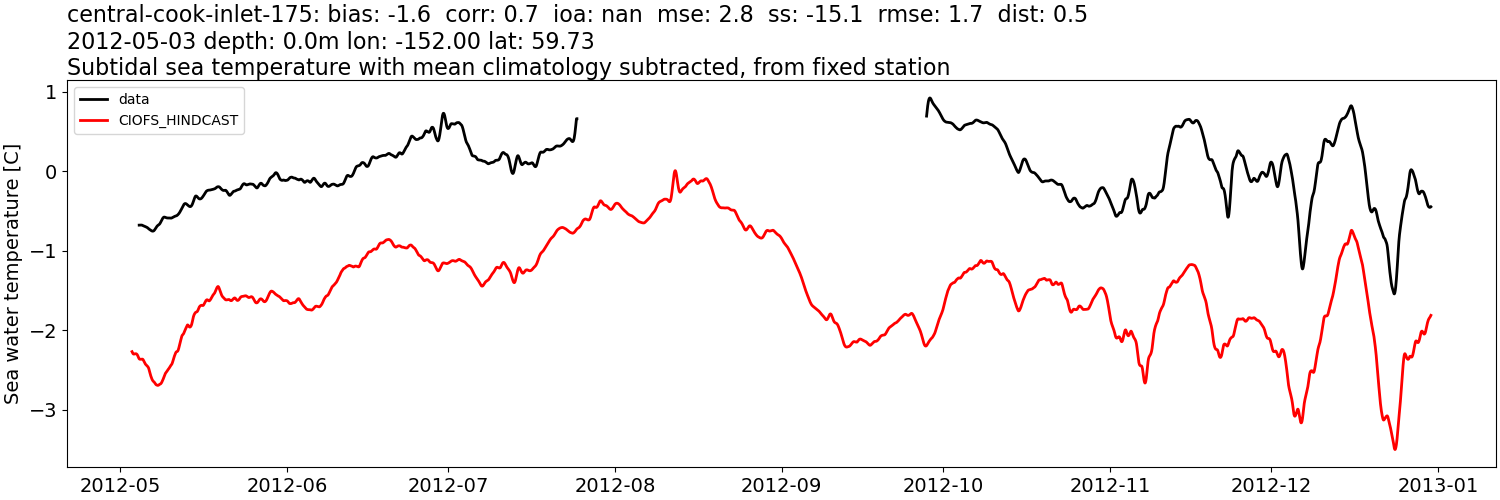 central-cook-inlet-175: bias: -1.6  corr: 0.7  ioa: nan  mse: 2.8  ss: -15.1  rmse: 1.7  dist: 0.5
2012-05-03 depth: 0.0m lon: -152.00 lat: 59.73
Subtidal sea temperature with mean climatology subtracted, from fixed station
data
CIOFS_HINDCAST
Sea water temperature [C]
1
0
−1
−2
−3
2012-05 2012-06 2012-07 2012-08 2012-09 2012-10 2012-11 2012-12 2013-01